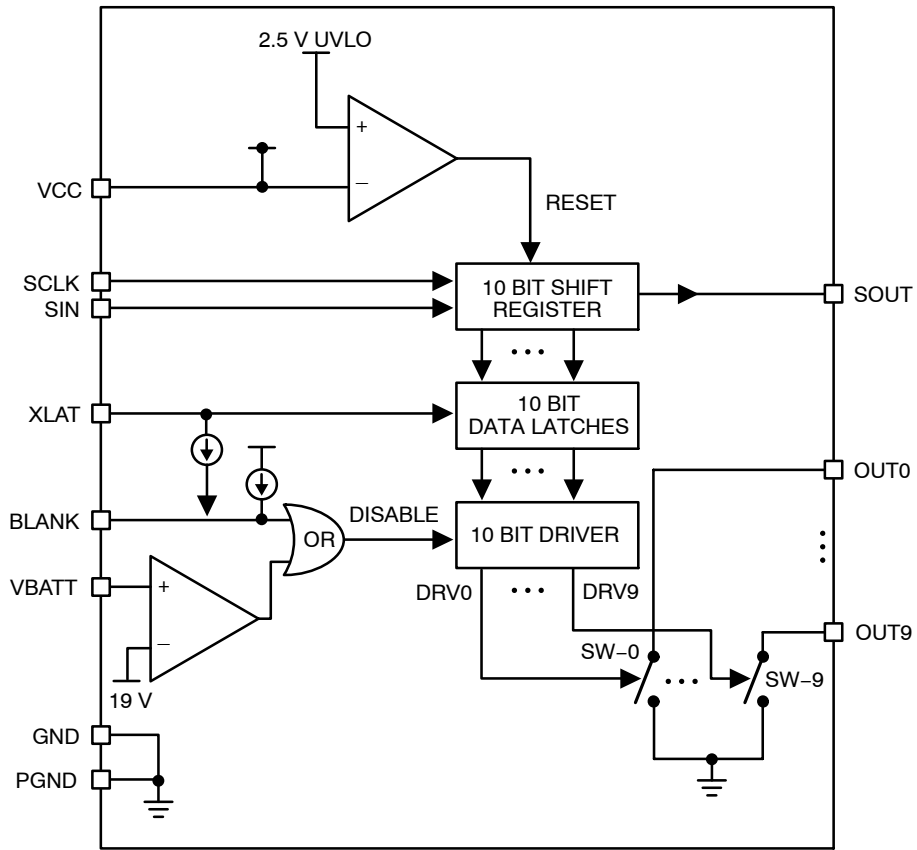 2.5 V UVLO
+
−
VCC
RESET
SCLK
SIN
10 BIT SHIFT
REGISTER
SOUT
• • •
XLAT
10 BIT
DATA LATCHES
• • •
OUT0
BLANK
OR
DISABLE
10 BIT DRIVER
VBATT
+
−
19 V
DRV0
• • •
DRV9
OUT9
SW−0
• • •
SW−9
GND
PGND